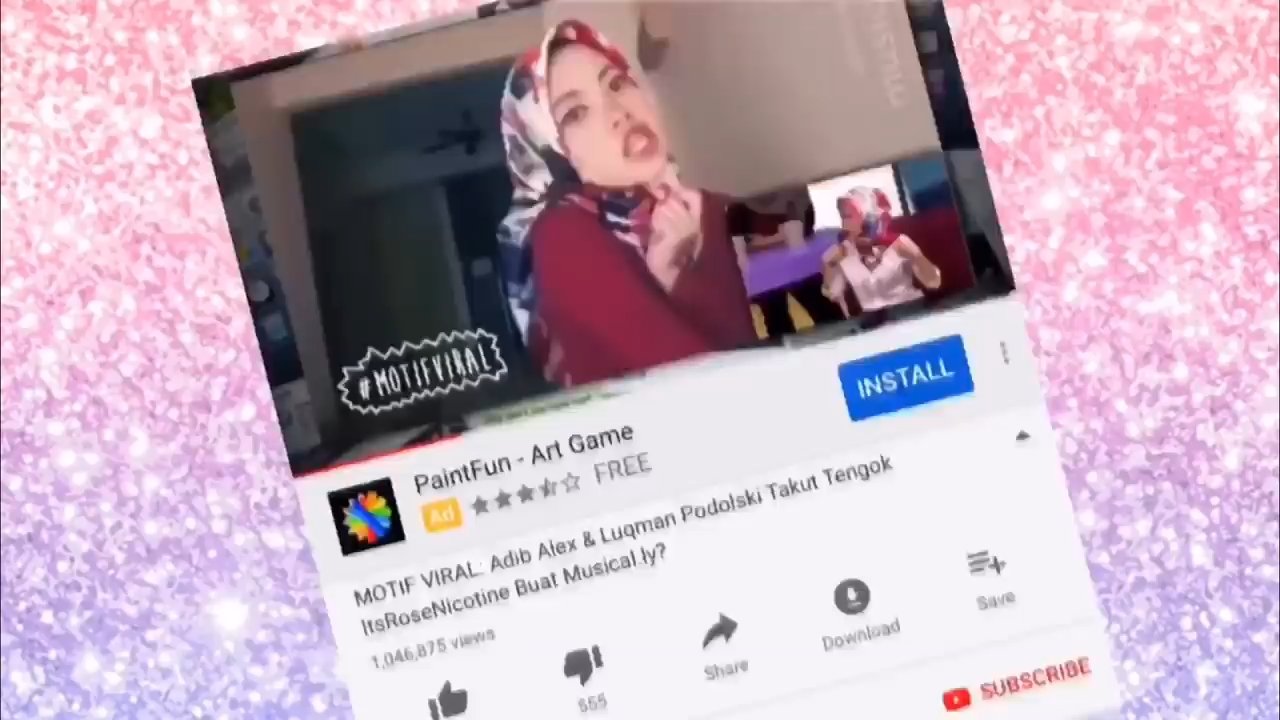 #MOTIFVIRAL
INSTALL
PaintFun - Art Game
Ad FREE
MOTIF VIRAL: Adib Alex & Luqman Podolski Takut Tengok
ItsRoseNicotine Buat Musical.ly?
1,046,875 views
555
Share
Download
Save
SUBSCRIBE